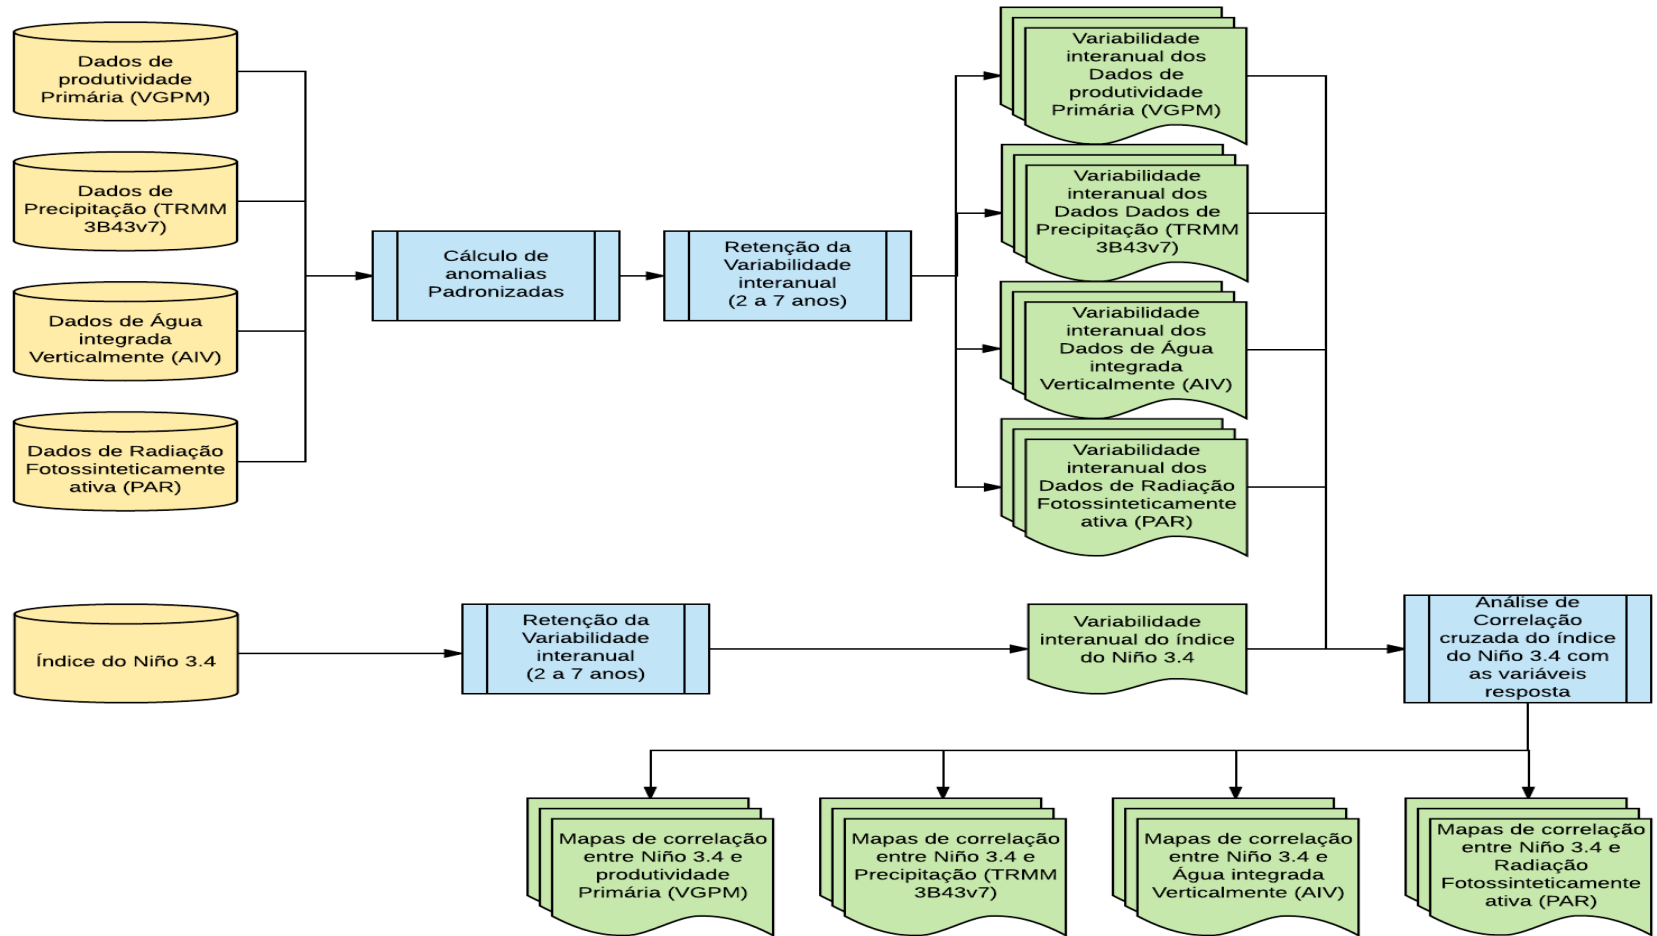 Dados de
produtividade
Primária (VGPM)
Dados de
Precipitação (TRMM
3B43v7)
Dados de Água
integrada
Verticalmente (AIV)
Dados de Radiação
Fotossinteticamente
ativa (PAR)
Cálculo de
anomalias
Padronizadas
Retenção da
Variabilidade
interanual
(2 a 7 anos)
Variabilidade
interanual dos
Dados de
produtividade
Primária (VGPM)
Variabilidade
interanual dos
Dados Dados de
Precipitação (TRMM
3B43v7)
Variabilidade
interanual dos
Dados de Água
integrada
Verticalmente (AIV)
Variabilidade
interanual dos
Dados de Radiação
Fotossinteticamente
ativa (PAR)
Índice do Niño 3.4
Retenção da
Variabilidade
interanual
(2 a 7 anos)
Variabilidade
interanual do índice
do Niño 3.4
Análise de
Correlação
cruzada do índice
do Niño 3.4 com
as variáveis
resposta
Mapas de correlação
entre Niño 3.4 e
produtividade
Primária (VGPM)
Mapas de correlação
entre Niño 3.4 e
Precipitação (TRMM
3B43v7)
Mapas de correlação
entre Niño 3.4 e
Água integrada
Verticalmente (AIV)
Mapas de correlação
entre Niño 3.4 e
Radiação
Fotossinteticamente
ativa (PAR)